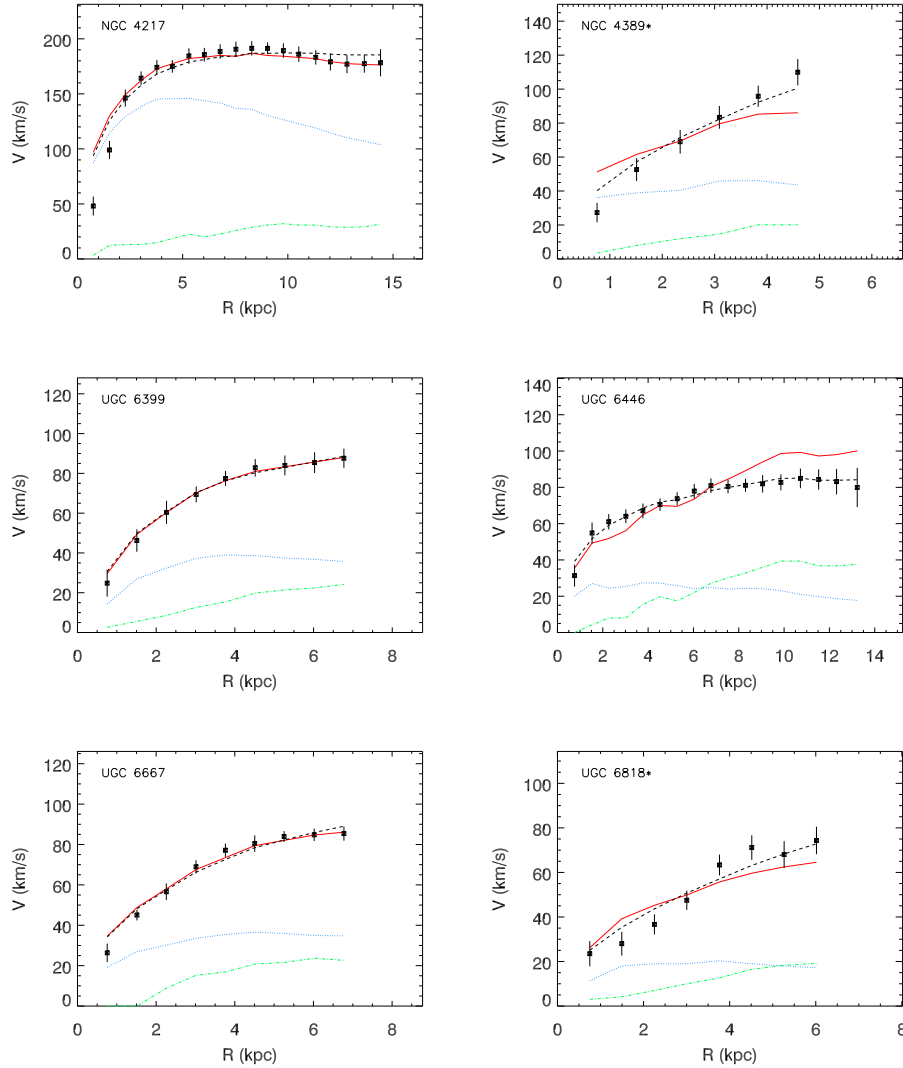 NGC 4217
200
150
100
50
0
V (km/s)
0 5 10 15
R (kpc)
NGC 4389*
140
120
100
80
60
40
20
0
V (km/s)
0 1 2 3 4 5 6
R (kpc)
UGC 6399
120
100
80
60
40
20
0
V (km/s)
0 2 4 6 8
R (kpc)
UGC 6446
140
120
100
80
60
40
20
0
V (km/s)
0 2 4 6 8 10 12 14
R (kpc)
UGC 6667
120
100
80
60
40
20
0
V (km/s)
0 2 4 6 8
R (kpc)
UGC 6818*
100
80
60
40
20
0
V (km/s)
0 2 4 6 8
R (kpc)